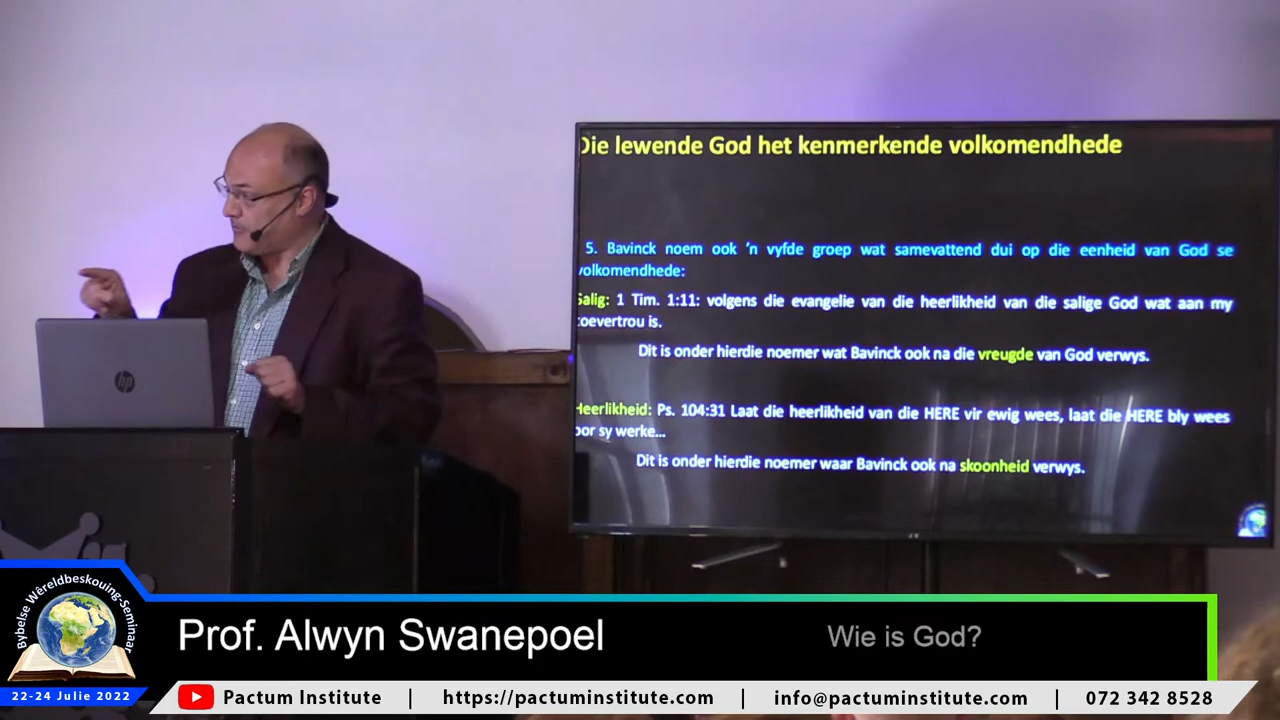 Die lewende God het kenmerkende volkomendhede
5. Bavinck noem ook 'n vyfde groep wat samevattend dui op die eenheid van God se
volkomendhede:
Salig: 1 Tim. 1:11: volgens die evangelie van die heerlikheid van die salige God wat aan my
toevertrou is.
Dit is onder hierdie noemer wat Bavinck ook na die vreugde van God verwys.
Heerlikheid: Ps. 104:31 Laat die heerlikheid van die HERE vir ewig wees, laat die HERE bly wees
oor sy werke...
Dit is onder hierdie noemer waar Bavinck ook na skoonheid verwys.
hp
Bybelse Wêreldbeskouing-Seminaar
22-24 Julie 2022
Prof. Alwyn Swanepoel
Wie is God?
Pactum Institute | https://pactuminstitute.com | info@pactuminstitute.com | 072 342 8528